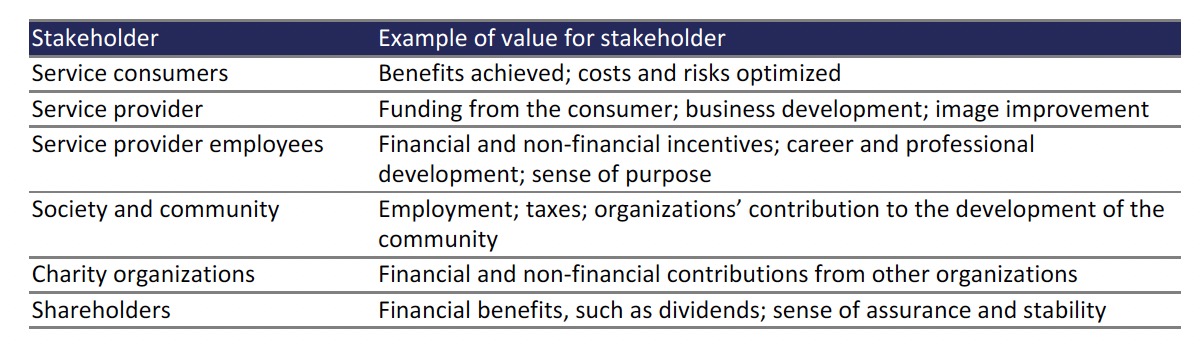 Stakeholder Example of value for stakeholder
Service consumers Benefits achieved; costs and risks optimized
Service provider Funding from the consumer; business development; image improvement
Service provider employees Financial and non-financial incentives; career and professional
development; sense of purpose
Society and community Employment; taxes; organizations’ contribution to the development of the
community
Charity organizations Financial and non-financial contributions from other organizations
Shareholders Financial benefits, such as dividends; sense of assurance and stability